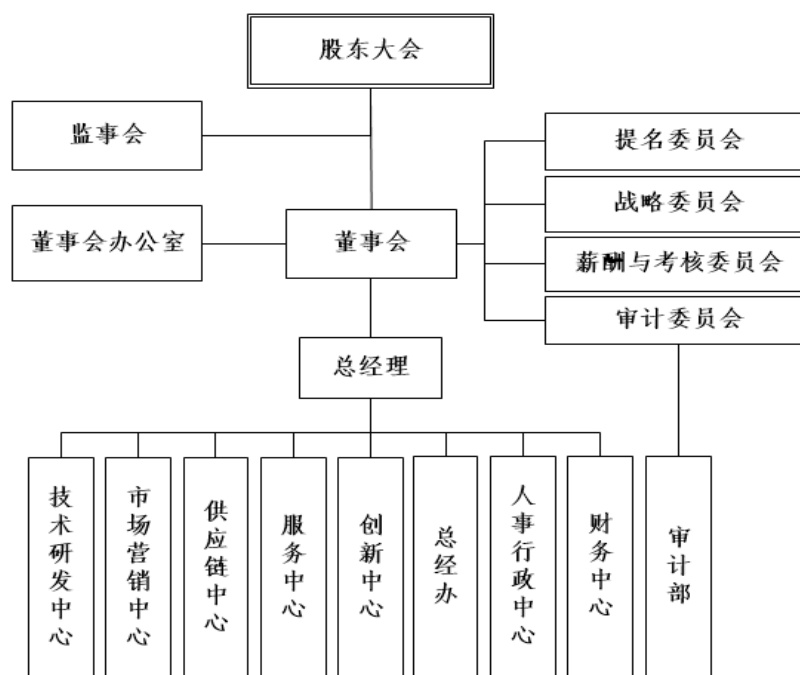 股东大会
监事会
提名委员会
战略委员会
董事会办公室
董事会
薪酬与考核委员会
审计委员会
总经理
技术研发中心
市场营销中心
供应链中心
服务中心
创新中心
总经办
人事行政中心
财务中心
审计部